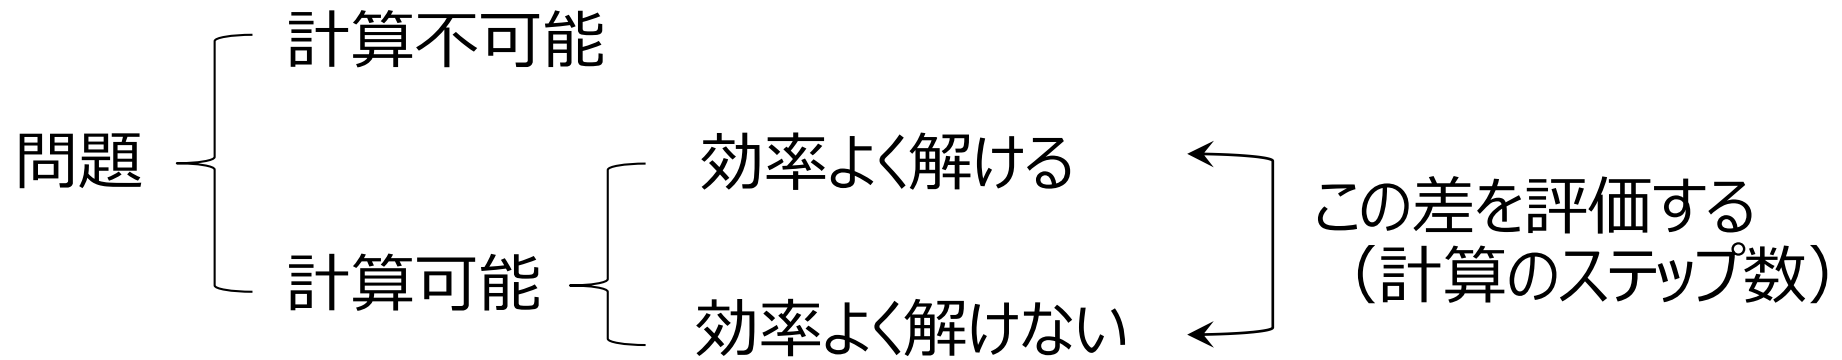 計算不可能
問題
効率よく解ける
この差を評価する
計算可能
（計算のステップ数）
効率よく解けない